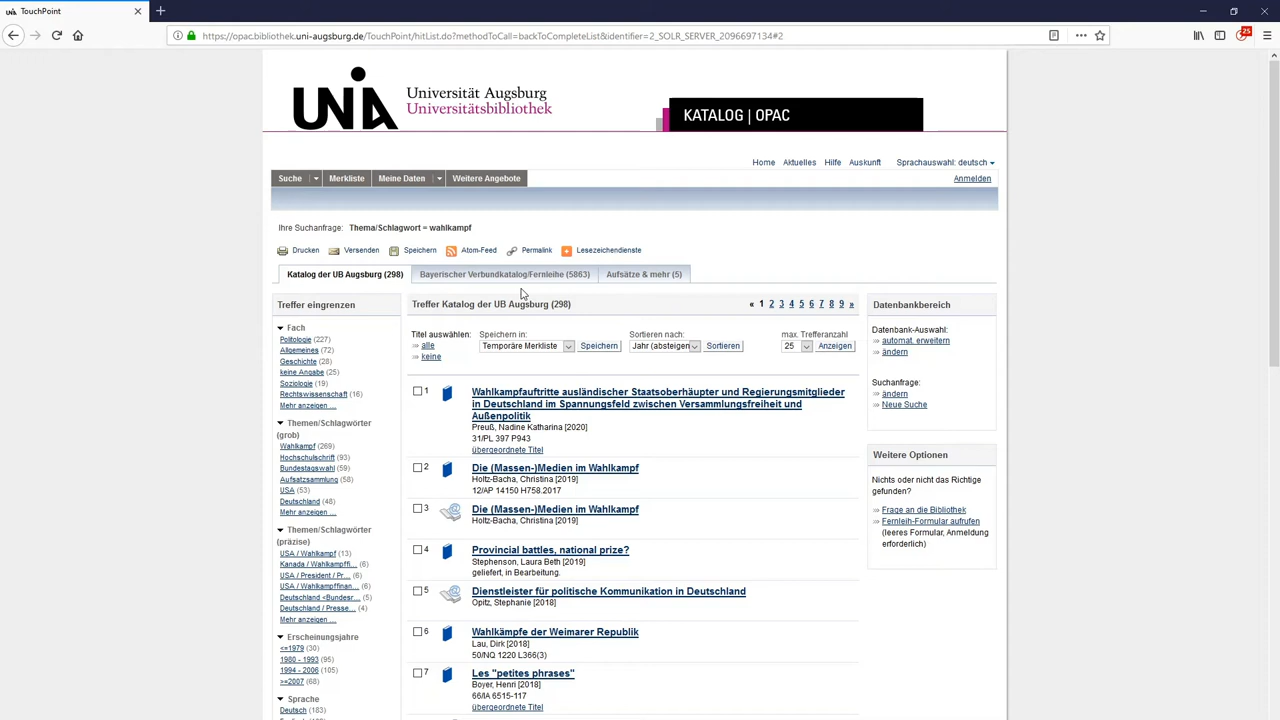 TouchPoint
https://opac.bibliothek.uni-augsburg.de/TouchPoint/hitList.do?methodToCall=backToCompleteList&identifier=2_SOLR_SERVER_2096697134#2
25
UNIA
Universität Augsburg
Universitätsbibliothek
KATALOG | OPAC
Home Aktuelles Hilfe Auskunft Sprachauswahl: deutsch
Suche Merkliste Meine Daten Weitere Angebote Anmelden
Ihre Suchanfrage: Thema/Schlagwort = wahlkampf
Drucken Versenden Speichern Atom-Feed Permalink Lesezeichendienste
Katalog der UB Augsburg (298) Bayerischer Verbundkatalog/Fernleihe (5863) Aufsätze & mehr (5)
Treffer eingrenzen
Fach
Politologie (227)
Allgemeines (72)
Geschichte (28)
keine Angabe (25)
Soziologie (19)
Rechtswissenschaft (16)
Mehr anzeigen ...
Themen/Schlagwörter
(grob)
Wahlkampf (269)
Hochschulschrift (93)
Bundestagswahl (59)
Aufsatzsammlung (58)
USA (53)
Deutschland (48)
Mehr anzeigen ...
Themen/Schlagwörter
(präzise)
USA / Wahlkampf (13)
Kanada / Wahlkampffi... (6)
USA / President / Pr... (6)
USA / Wahlkampffinan... (6)
Deutschland <Bundesr... (5)
Deutschland / Presse... (4)
Mehr anzeigen ...
Erscheinungsjahre
<=1979 (30)
1980 - 1993 (95)
1994 - 2006 (105)
>=2007 (68)
Sprache
Deutsch (183)
Treffer Katalog der UB Augsburg (298) « 1 2 3 4 5 6 7 8 9 »
Titel auswählen: Speichern in: Sortieren nach: max. Trefferanzahl
alle Temporäre Merkliste Speichern Jahr (absteigen Sortieren 25 Anzeigen
keine
1 Wahlkampfauftritte ausländischer Staatsoberhäupter und Regierungsmitglieder
in Deutschland im Spannungsfeld zwischen Versammlungsfreiheit und
Außenpolitik
Preuß, Nadine Katharina [2020]
31/PL 397 P943
übergeordnete Titel
2 Die (Massen-)Medien im Wahlkampf
Holtz-Bacha, Christina [2019]
12/AP 14150 H758.2017
3 Die (Massen-)Medien im Wahlkampf
Holtz-Bacha, Christina [2019]
4 Provincial battles, national prize?
Stephenson, Laura Beth [2019]
geliefert, in Bearbeitung.
5 Dienstleister für politische Kommunikation in Deutschland
Opitz, Stephanie [2018]
6 Wahlkämpfe der Weimarer Republik
Lau, Dirk [2018]
50/NQ 1220 L366(3)
7 Les "petites phrases"
Boyer, Henri [2018]
66/IA 6515-117
übergeordnete Titel
Datenbankbereich
Datenbank-Auswahl:
automat. erweitern
ändern
Suchanfrage:
ändern
Neue Suche
Weitere Optionen
Nichts oder nicht das Richtige
gefunden?
Frage an die Bibliothek
Fernleih-Formular aufrufen
(leeres Formular, Anmeldung
erforderlich)